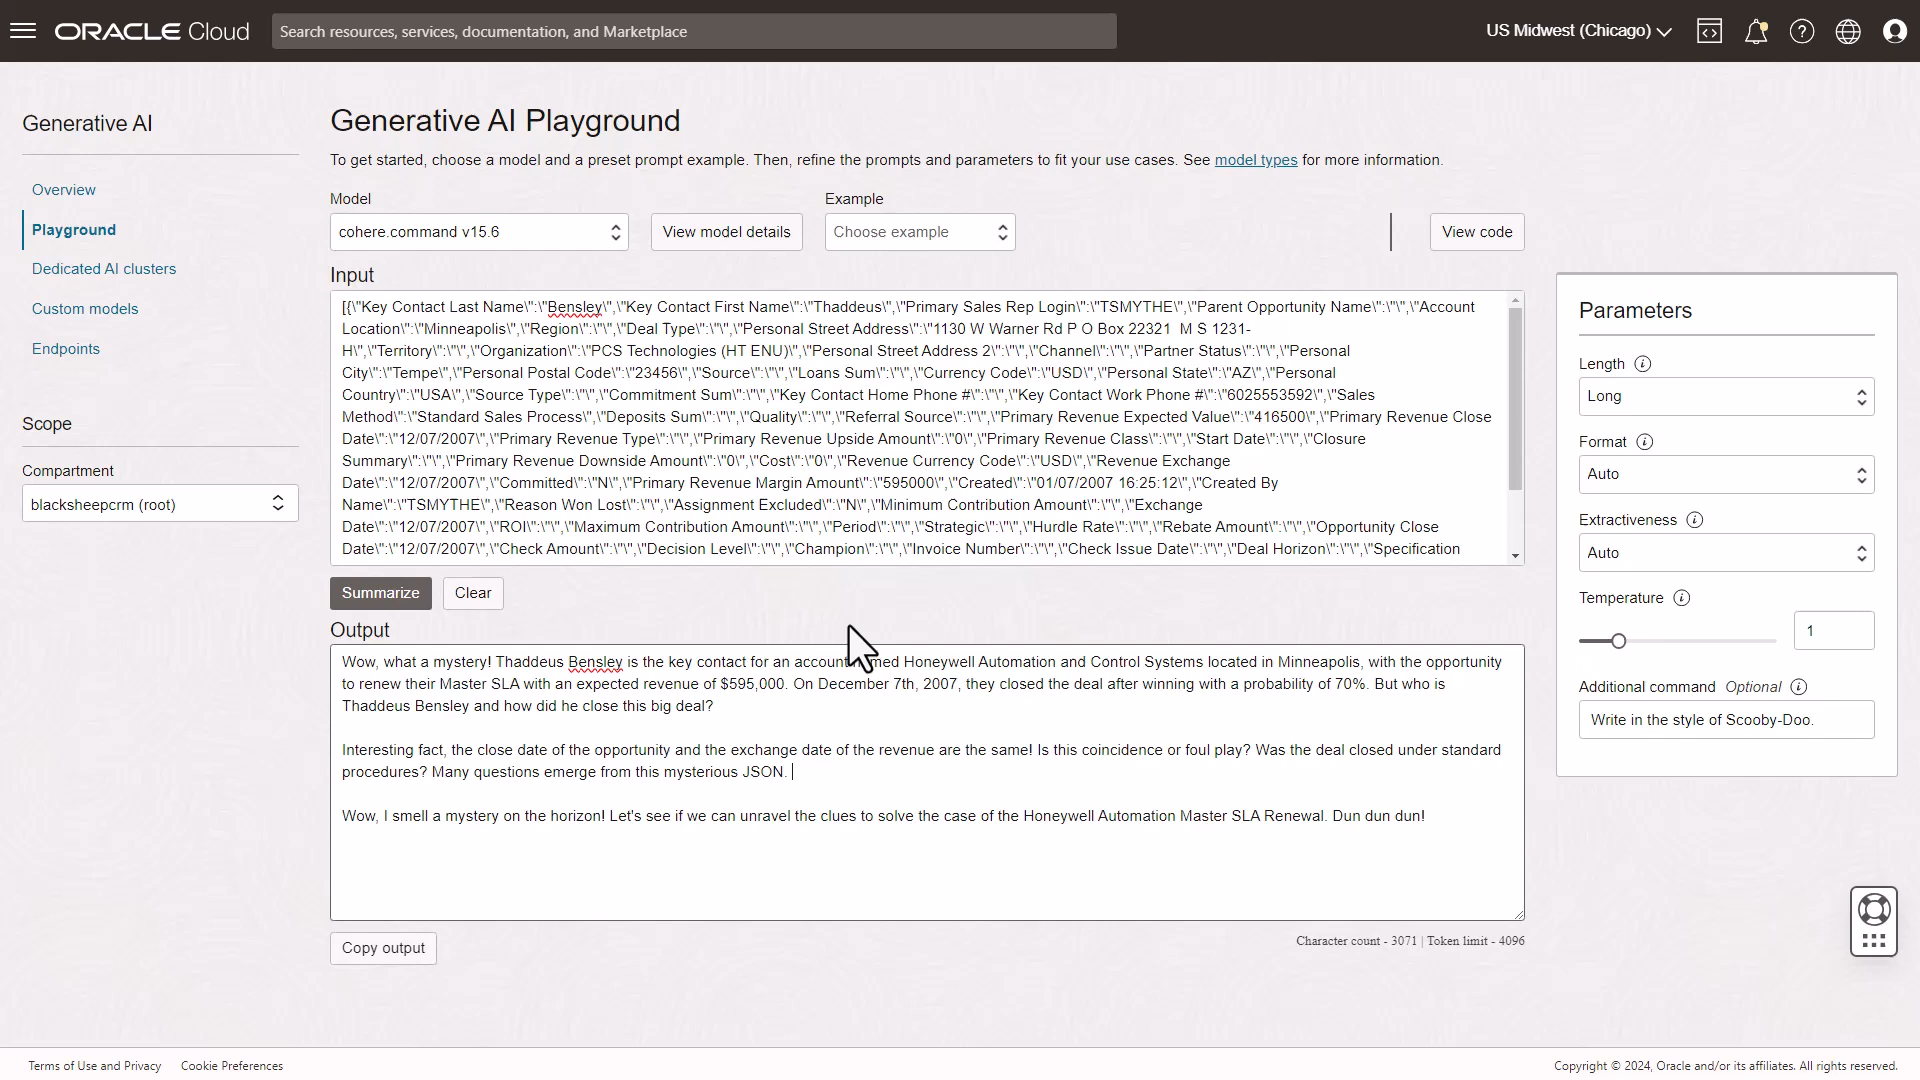 ORACLE Cloud
Search resources, services, documentation, and Marketplace
US Midwest (Chicago)
Generative AI
Overview
Playground
Dedicated AI clusters
Custom models
Endpoints
Scope
Compartment
blacksheepcrm (root)
Generative AI Playground
To get started, choose a model and a preset prompt example. Then, refine the prompts and parameters to fit your use cases. See model types for more information.
Model
Example
cohere.command v15.6
View model details
Choose example
View code
Input
[{\"Key Contact Last Name\":\"Bensley\",\"Key Contact First Name\":\"Thaddeus\",\"Primary Sales Rep Login\":\"TSMYTHE\",\"Parent Opportunity Name\":\"\",\"Account
Location\":\"Minneapolis\",\"Region\":\"\",\"Deal Type\":\"\",\"Personal Street Address\":\"1130 W Warner Rd P O Box 22321  M S 1231-
H\",\"Territory\":\"\",\"Organization\":\"PCS Technologies (HT ENU)\",\"Personal Street Address 2\":\"\",\"Channel\":\"\",\"Partner Status\":\"\",\"Personal
City\":\"Tempe\",\"Personal Postal Code\":\"23456\",\"Source\":\"\",\"Loans Sum\":\"\",\"Currency Code\":\"USD\",\"Personal State\":\"AZ\",\"Personal
Country\":\"USA\",\"Source Type\":\"\",\"Commitment Sum\":\"\",\"Key Contact Home Phone #\":\"\",\"Key Contact Work Phone #\":\"6025553592\",\"Sales
Method\":\"Standard Sales Process\",\"Deposits Sum\":\"\",\"Quality\":\"\",\"Referral Source\":\"\",\"Primary Revenue Expected Value\":\"416500\",\"Primary Revenue Close
Date\":\"12/07/2007\",\"Primary Revenue Type\":\"\",\"Primary Revenue Upside Amount\":\"0\",\"Primary Revenue Class\":\"\",\"Start Date\":\"\",\"Closure
Summary\":\"\",\"Primary Revenue Downside Amount\":\"0\",\"Cost\":\"0\",\"Revenue Currency Code\":\"USD\",\"Revenue Exchange
Date\":\"12/07/2007\",\"Committed\":\"N\",\"Primary Revenue Margin Amount\":\"595000\",\"Created\":\"01/07/2007 16:25:12\",\"Created By
Name\":\"TSMYTHE\",\"Reason Won Lost\":\"\",\"Assignment Excluded\":\"N\",\"Minimum Contribution Amount\":\"\",\"Exchange
Date\":\"12/07/2007\",\"ROI\":\"\",\"Maximum Contribution Amount\":\"\",\"Period\":\"\",\"Strategic\":\"\",\"Hurdle Rate\":\"\",\"Rebate Amount\":\"\",\"Opportunity Close
Date\":\"12/07/2007\",\"Check Amount\":\"\",\"Decision Level\":\"\",\"Champion\":\"\",\"Invoice Number\":\"\",\"Check Issue Date\":\"\",\"Deal Horizon\":\"\",\"Specification
Summarize
Clear
Output
Wow, what a mystery! Thaddeus Bensley is the key contact for an account named Honeywell Automation and Control Systems located in Minneapolis, with the opportunity
to renew their Master SLA with an expected revenue of $595,000. On December 7th, 2007, they closed the deal after winning with a probability of 70%. But who is
Thaddeus Bensley and how did he close this big deal?
Interesting fact, the close date of the opportunity and the exchange date of the revenue are the same! Is this coincidence or foul play? Was the deal closed under standard
procedures? Many questions emerge from this mysterious JSON.
Wow, I smell a mystery on the horizon! Let's see if we can unravel the clues to solve the case of the Honeywell Automation Master SLA Renewal. Dun dun dun!
Copy output
Character count - 3071 | Token limit - 4096
Parameters
Length
Long
Format
Auto
Extractiveness
Auto
Temperature
1
Additional command Optional
Write in the style of Scooby-Doo.
Terms of Use and Privacy
Cookie Preferences
Copyright © 2024, Oracle and/or its affiliates. All rights reserved.